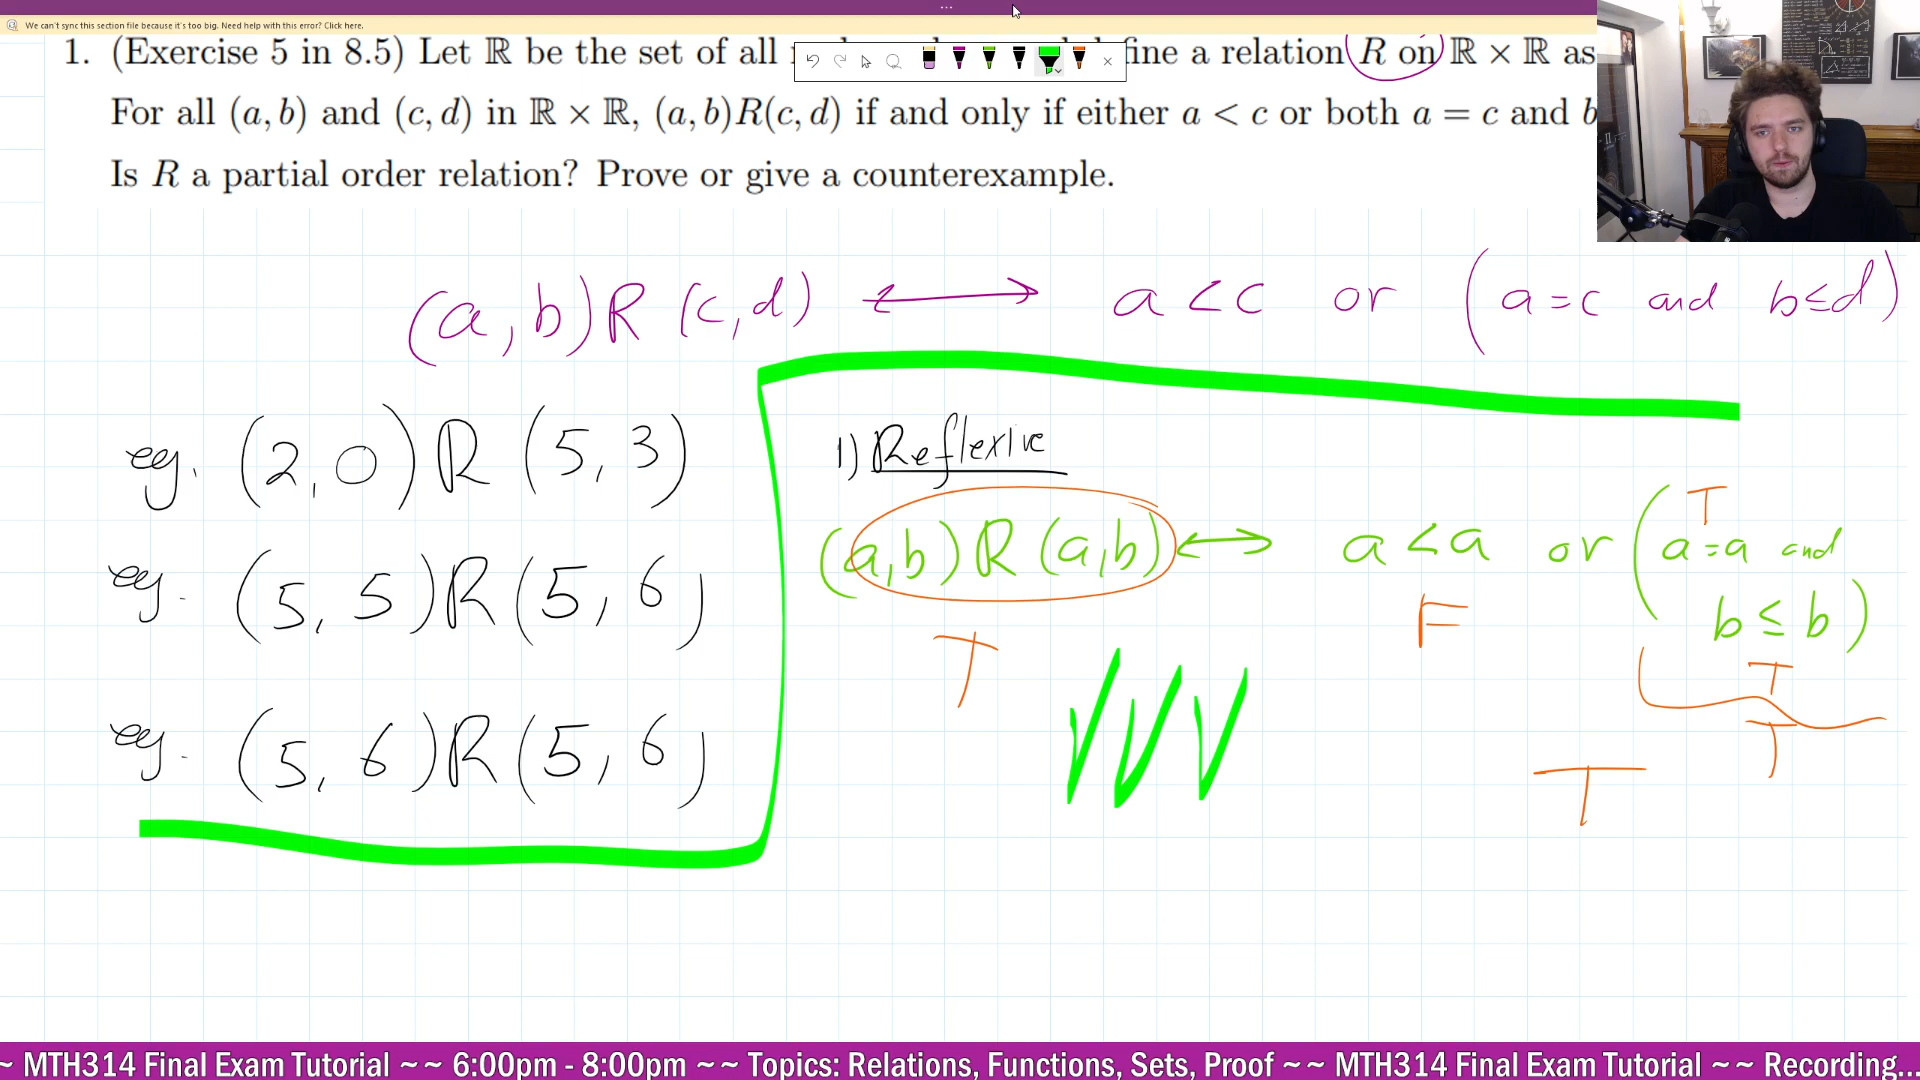 We can't sync this section file because it's too big. Need help with this error? Click here.
1. (Exercise 5 in 8.5) Let ℝ be the set of all fine a relation R on ℝ × ℝ as
For all (a, b) and (c, d) in ℝ × ℝ, (a, b)R(c, d) if and only if either a < c or both a = c and b
Is R a partial order relation? Prove or give a counterexample.
(a, b) R (c, d) ⟷ a < c or (a = c and b ≤ d)
eg. (2, 0) R (5, 3)
eg. (5, 5) R (5, 6)
eg. (5, 6) R (5, 6)
1) Reflexive
T
(a, b) R (a, b) ⟷ a < a or (a = a and
b ≤ b)
T F T
T
T
~ MTH314 Final Exam Tutorial ~~ 6:00pm - 8:00pm ~~ Topics: Relations, Functions, Sets, Proof ~~ MTH314 Final Exam Tutorial ~~ Recording...